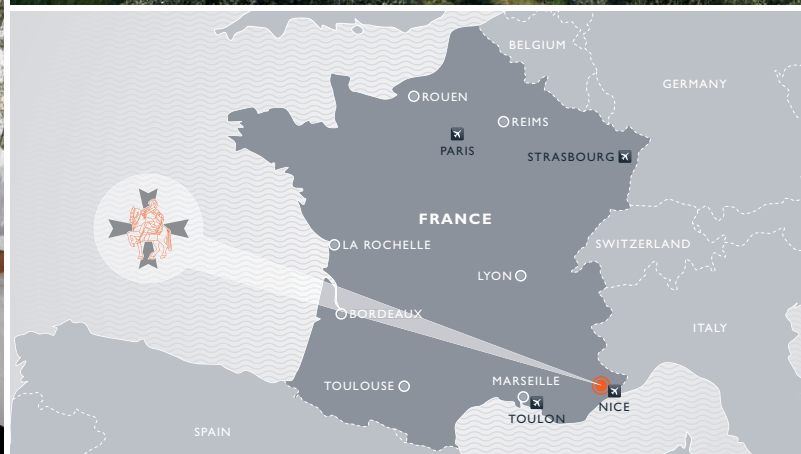 BELGIUM
GERMANY
ROUEN
REIMS
PARIS
STRASBOURG
FRANCE
LA ROCHELLE
SWITZERLAND
LYON
BORDEAUX
ITALY
TOULOUSE
MARSEILLE
NICE
TOULON
SPAIN